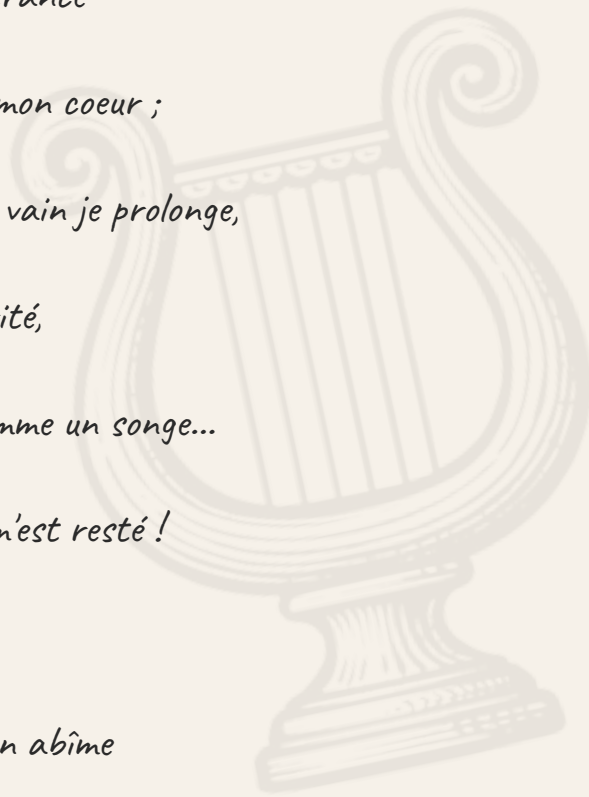 mon coeur ;
vain je prolonge,
ité,
mme un songe...
n'est resté !
n abîme